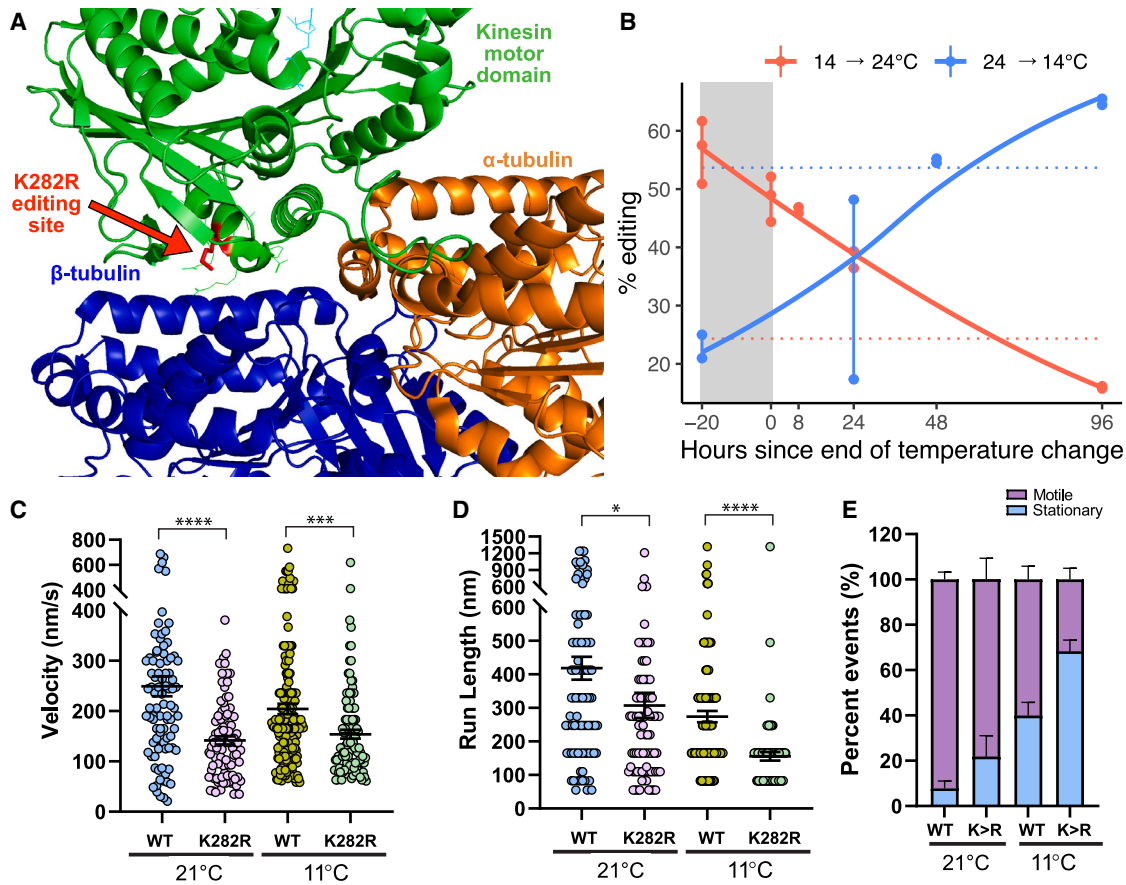 A
Kinesin
motor
domain
α-tubulin
K282R
editing
site
β-tubulin
B
14 → 24°C
24 → 14°C
% editing
60
50
40
30
20
−20
0
8
24
48
96
Hours since end of temperature change
C
****
***
Velocity (nm/s)
800
600
400
400
300
200
100
0
WT
K282R
WT
K282R
21°C
11°C
D
*
****
Run Length (nm)
1500
1200
900
600
600
500
400
300
200
100
0
WT
K282R
WT
K282R
21°C
11°C
E
Motile
Stationary
Percent events (%)
120
100
80
60
40
20
0
WT
K>R
WT
K>R
21°C
11°C